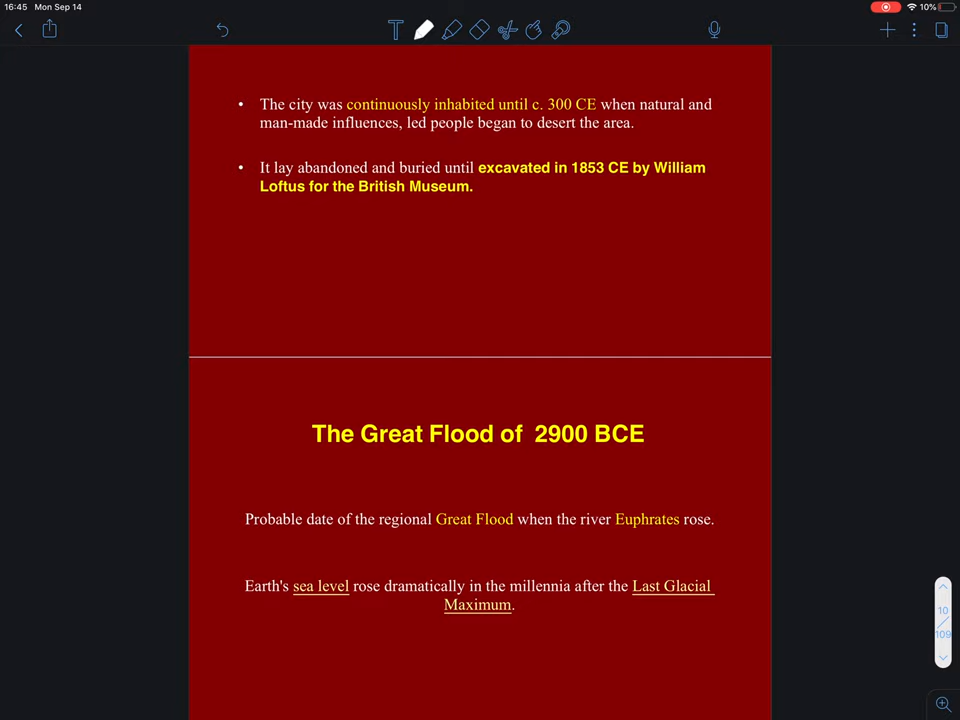 16:45 Mon Sep 14
10%
T
• The city was continuously inhabited until c. 300 CE when natural and
man-made influences, led people began to desert the area.
• It lay abandoned and buried until excavated in 1853 CE by William
Loftus for the British Museum.
The Great Flood of 2900 BCE
Probable date of the regional Great Flood when the river Euphrates rose.
Earth's sea level rose dramatically in the millennia after the Last Glacial
Maximum.
10
109